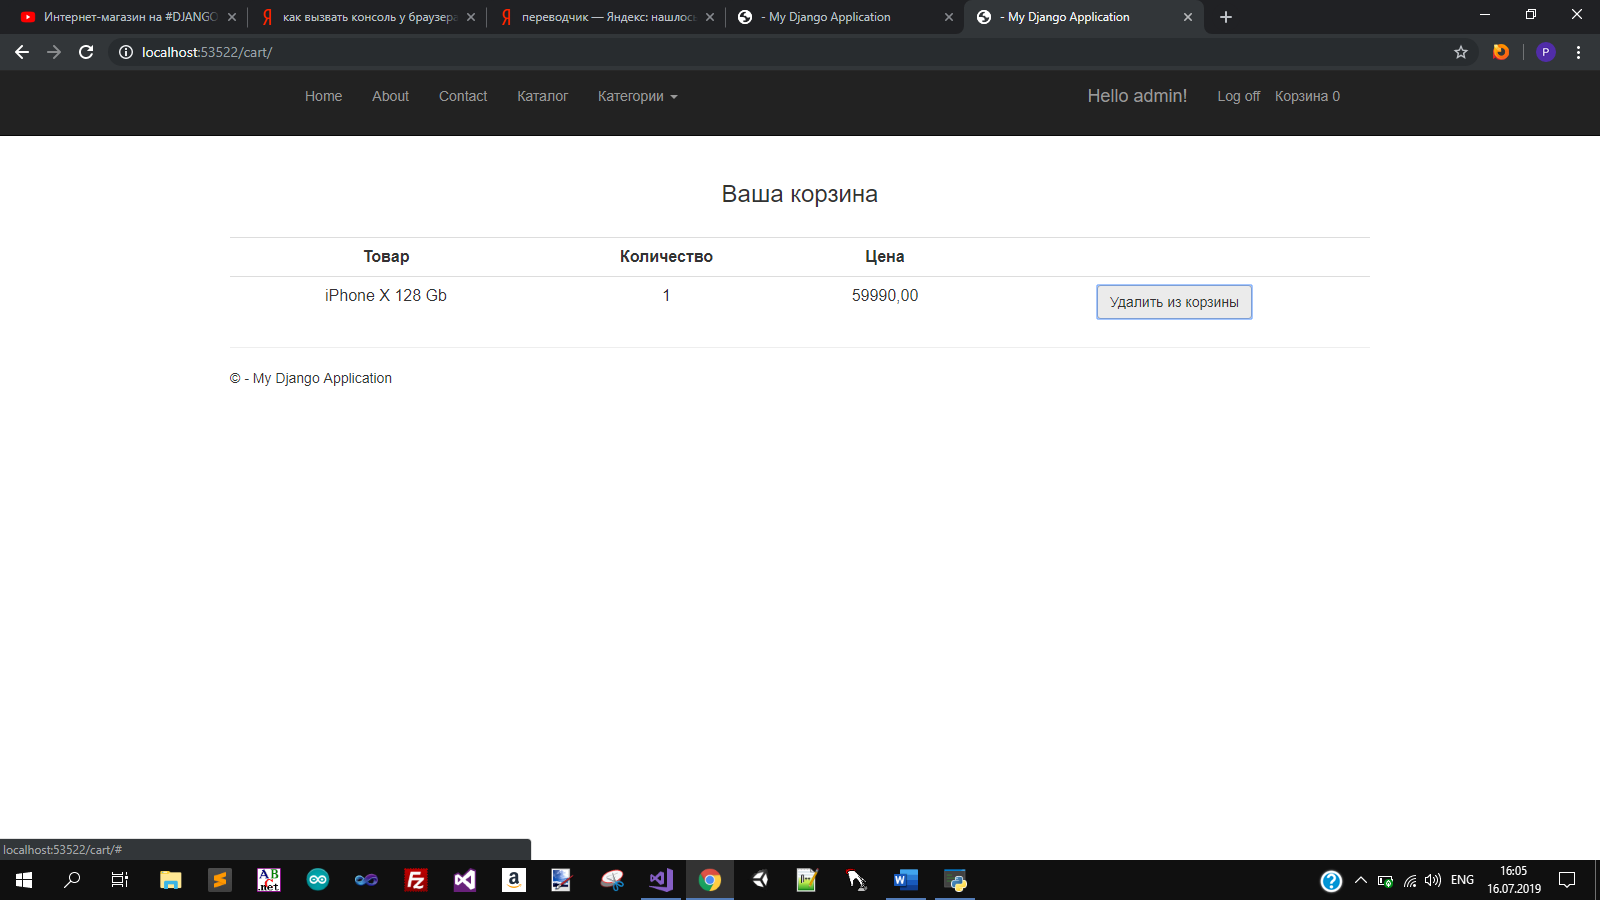 Интернет-магазин на #DJANGO
как вызвать консоль у браузера
переводчик — Яндекс: нашлось
- My Django Application
- My Django Application
localhost:53522/cart/
P
Home About Contact Каталог Категории Hello admin! Log off Корзина 0
Ваша корзина
Товар Количество Цена
iPhone X 128 Gb 1 59990,00 Удалить из корзины
© - My Django Application
localhost:53522/cart/#
ENG
16:05
16.07.2019